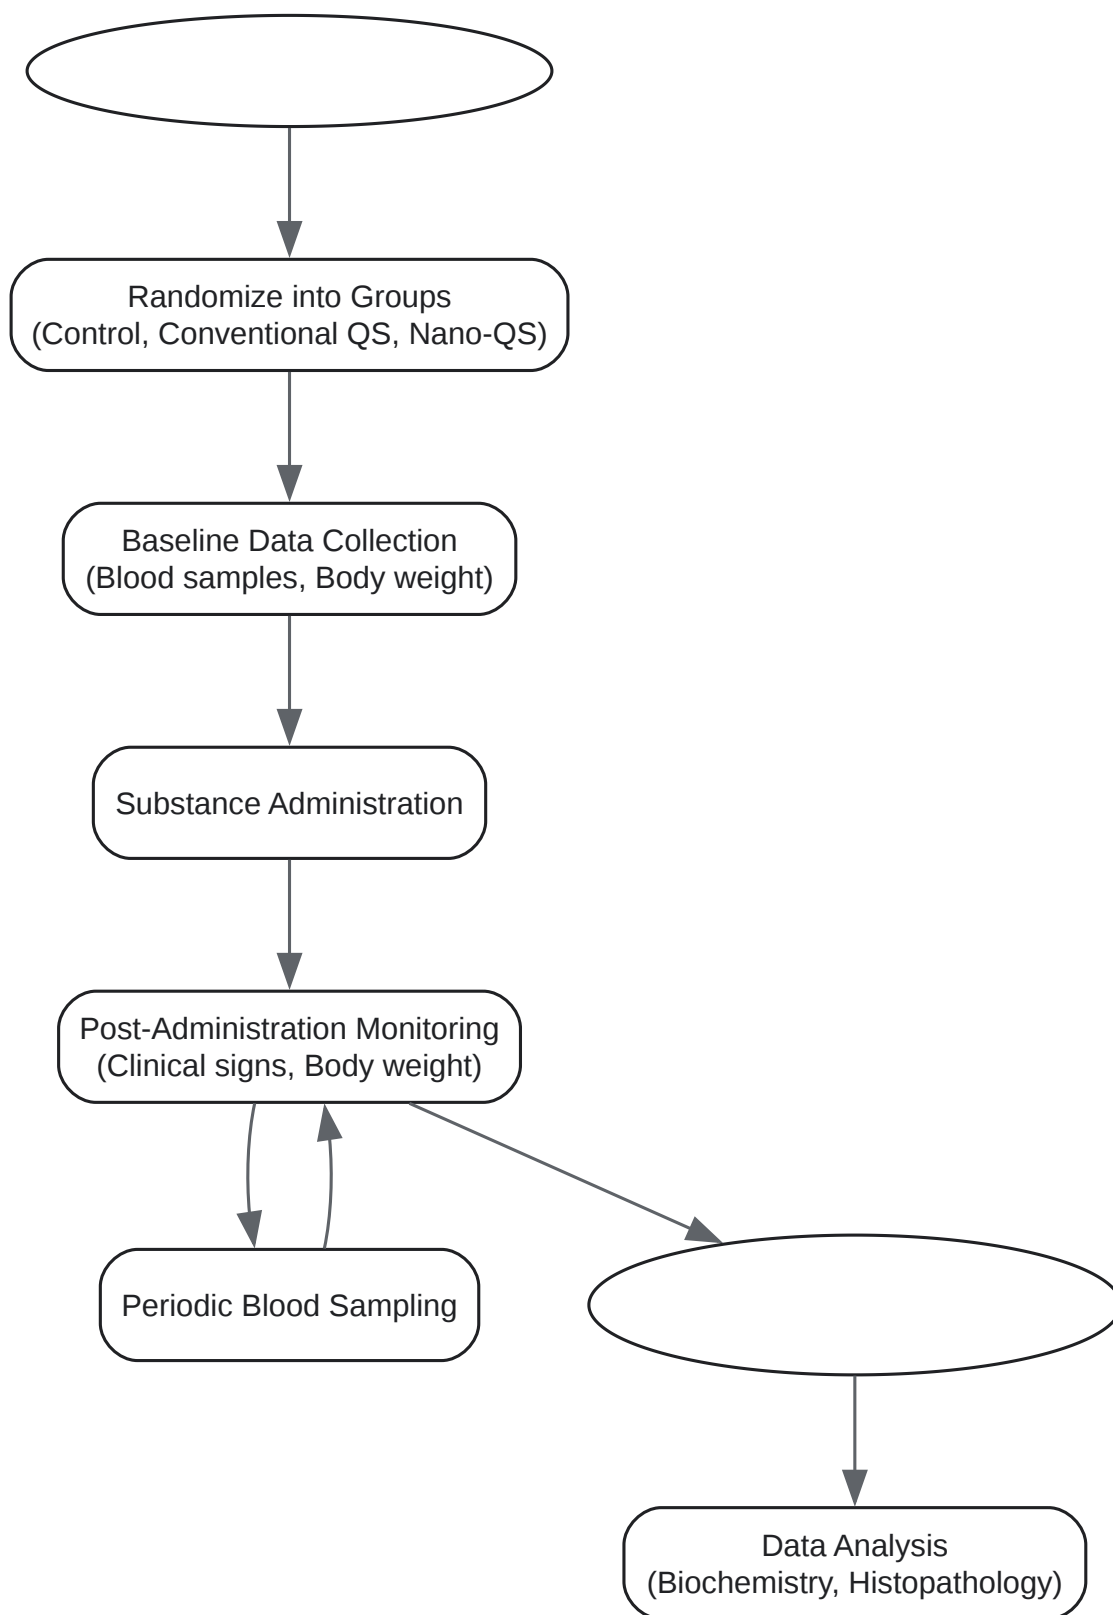 Randomize into Groups
(Control, Conventional QS, Nano-QS)
Baseline Data Collection
(Blood samples, Body weight)
Substance Administration
Post-Administration Monitoring
(Clinical signs, Body weight)
Periodic Blood Sampling
Data Analysis
(Biochemistry, Histopathology)